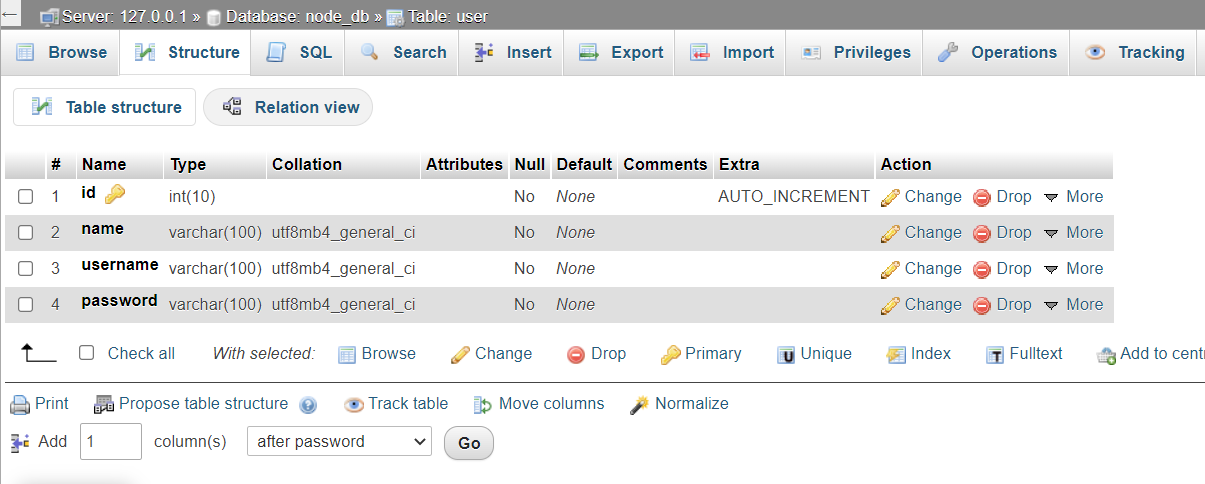 ← Server: 127.0.0.1 » Database: node_db » Table: user
Browse Structure SQL Search Insert Export Import Privileges Operations Tracking
Table structure Relation view
# Name Type Collation Attributes Null Default Comments Extra Action
1 id int(10) No None AUTO_INCREMENT Change Drop More
2 name varchar(100) utf8mb4_general_ci No None Change Drop More
3 username varchar(100) utf8mb4_general_ci No None Change Drop More
4 password varchar(100) utf8mb4_general_ci No None Change Drop More
Check all With selected: Browse Change Drop Primary Unique Index Fulltext Add to centr
Print Propose table structure Track table Move columns Normalize
Add 1 column(s) after password Go